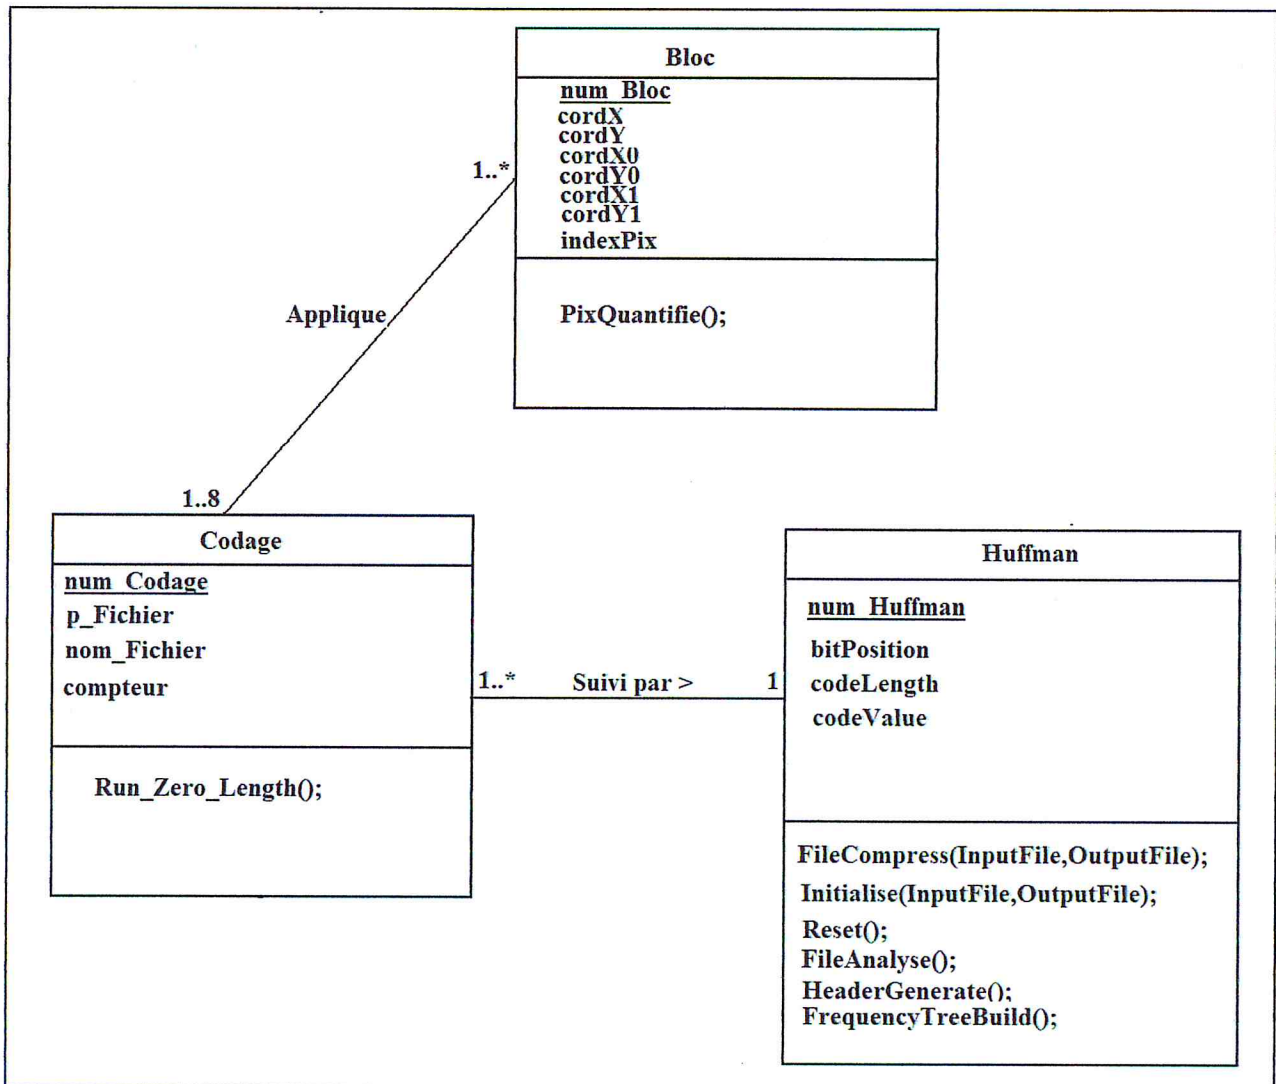 Bloc
num_Bloc
cordX
cordY
cordX0
cordY0
cordX1
cordY1
indexPix
PixQuantifie();
1..*
Applique
1..8
Codage
num_Codage
p_Fichier
nom_Fichier
compteur
Run_Zero_Length();
1..*
Suivi par >
1
Huffman
num_Huffman
bitPosition
codeLength
codeValue
FileCompress(InputFile,OutputFile);
Initialise(InputFile,OutputFile);
Reset();
FileAnalyse();
HeaderGenerate();
FrequencyTreeBuild();